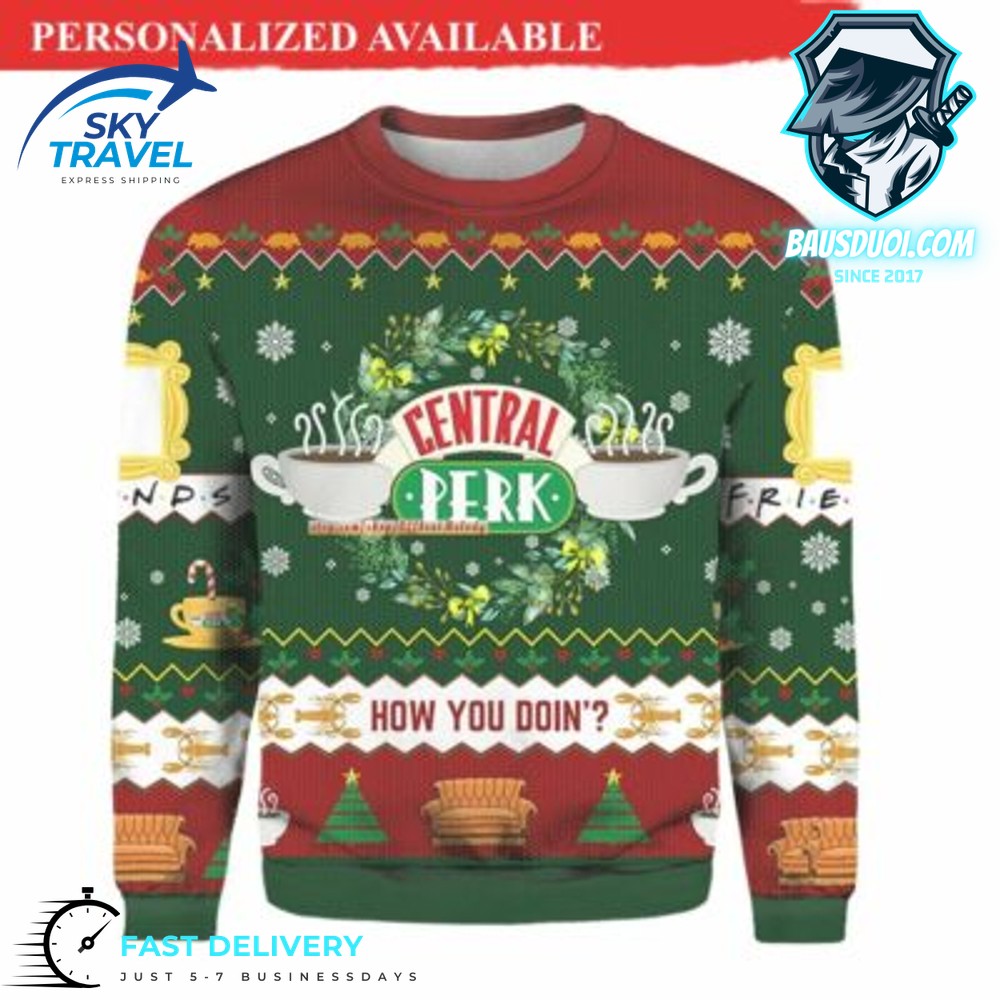 PERSONALIZED AVAILABLE
SKY
TRAVEL
EXPRESS SHIPPING
BAUSDUOI.COM
SINCE 2017
CENTRAL
·PERK·
N·D·S
F·R·I·E·
HOW YOU DOIN'?
FAST DELIVERY
JUST 5-7 BUSINESSDAYS